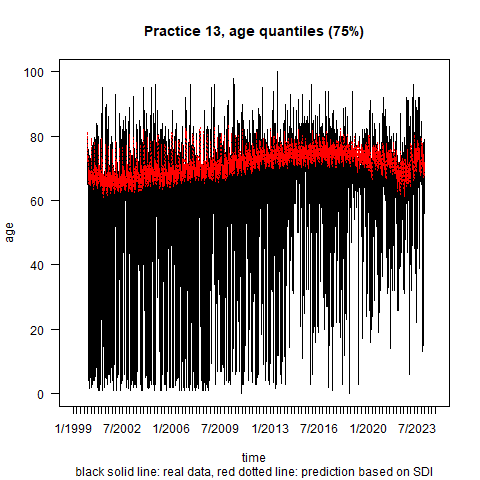 Practice 13, age quantiles (75%)
100
80
60
40
20
0
age
1/1999 7/2002 1/2006 7/2009 1/2013 7/2016 1/2020 7/2023
time
black solid line: real data, red dotted line: prediction based on SDI